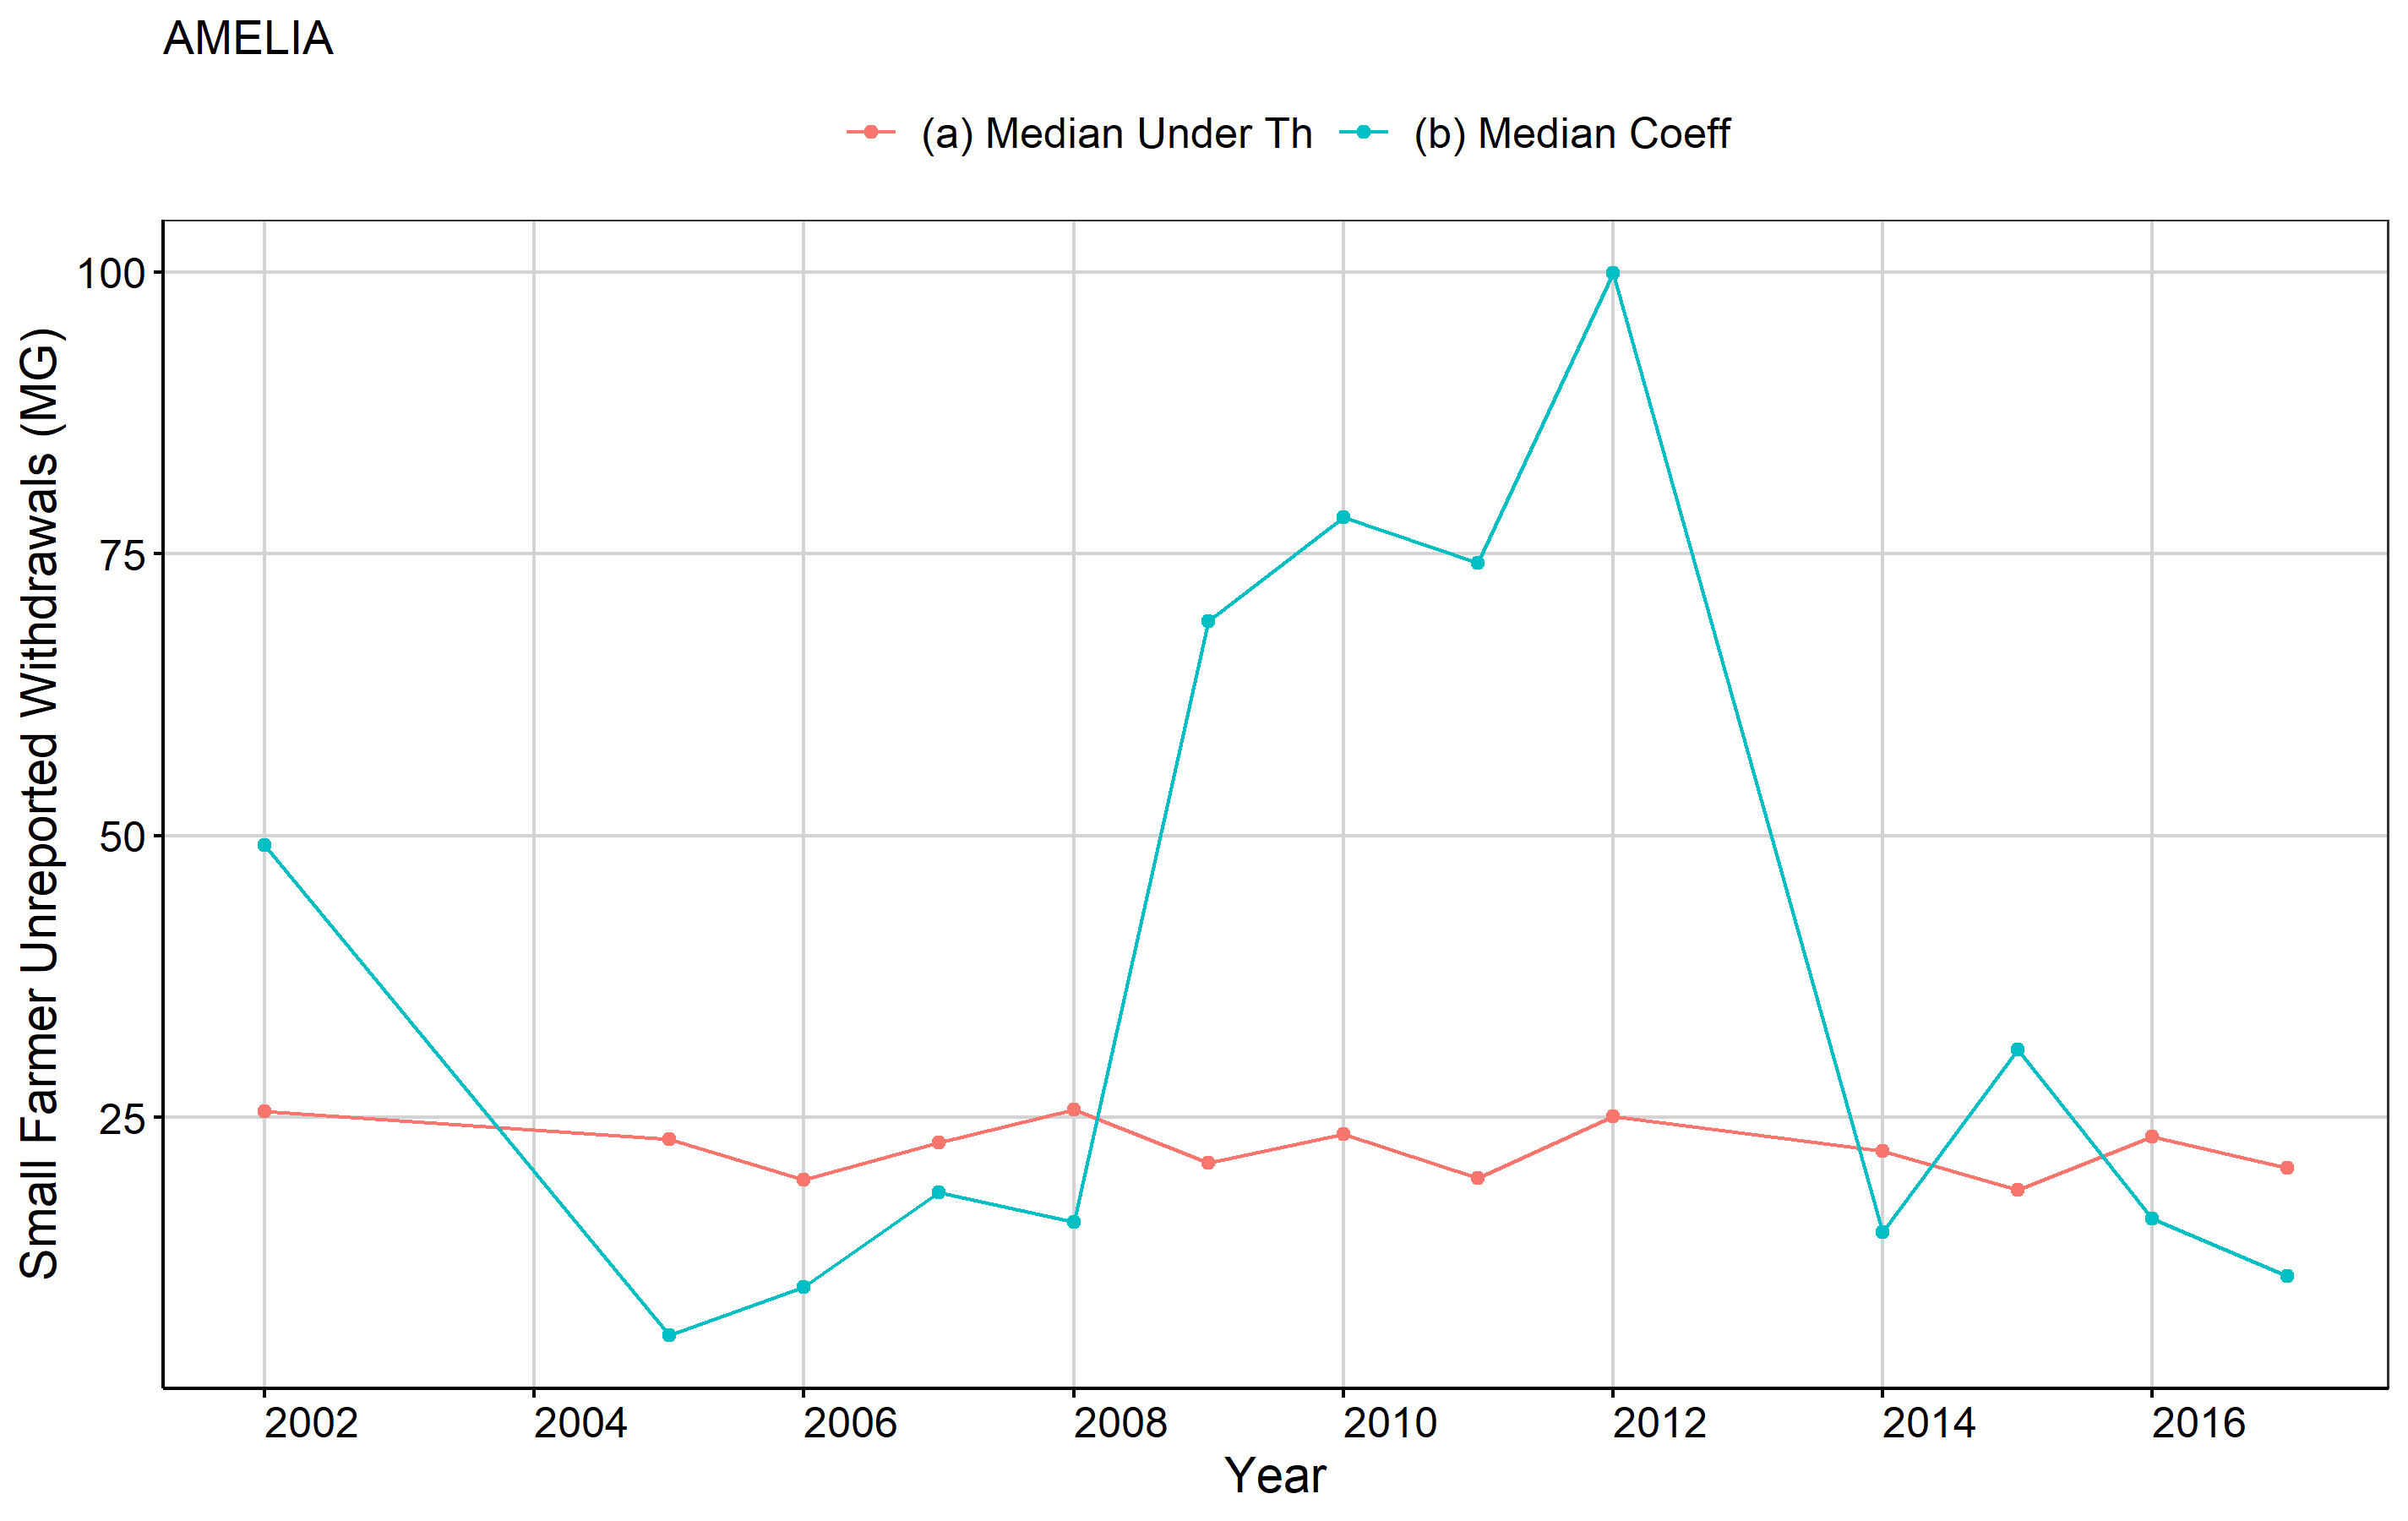 AMELIA
(a) Median Under Th (b) Median Coeff
Small Farmer Unreported Withdrawals (MG)
100
75
50
25
2002 2004 2006 2008 2010 2012 2014 2016
Year